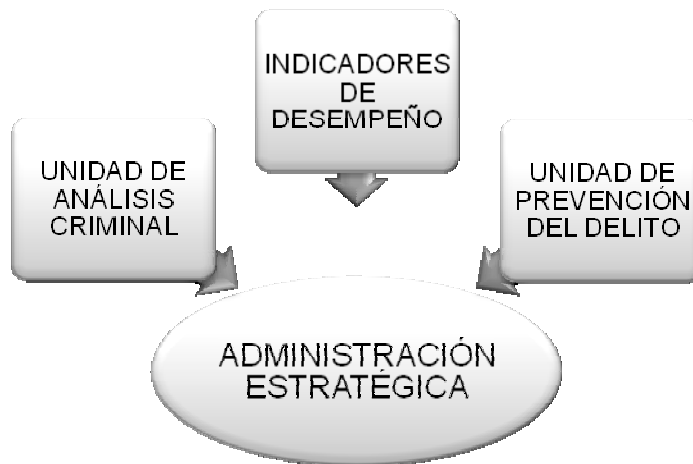 INDICADORES
DE
DESEMPEÑO
UNIDAD DE
ANÁLISIS
CRIMINAL
UNIDAD DE
PREVENCIÓN
DEL DELITO
ADMINISTRACIÓN
ESTRATÉGICA